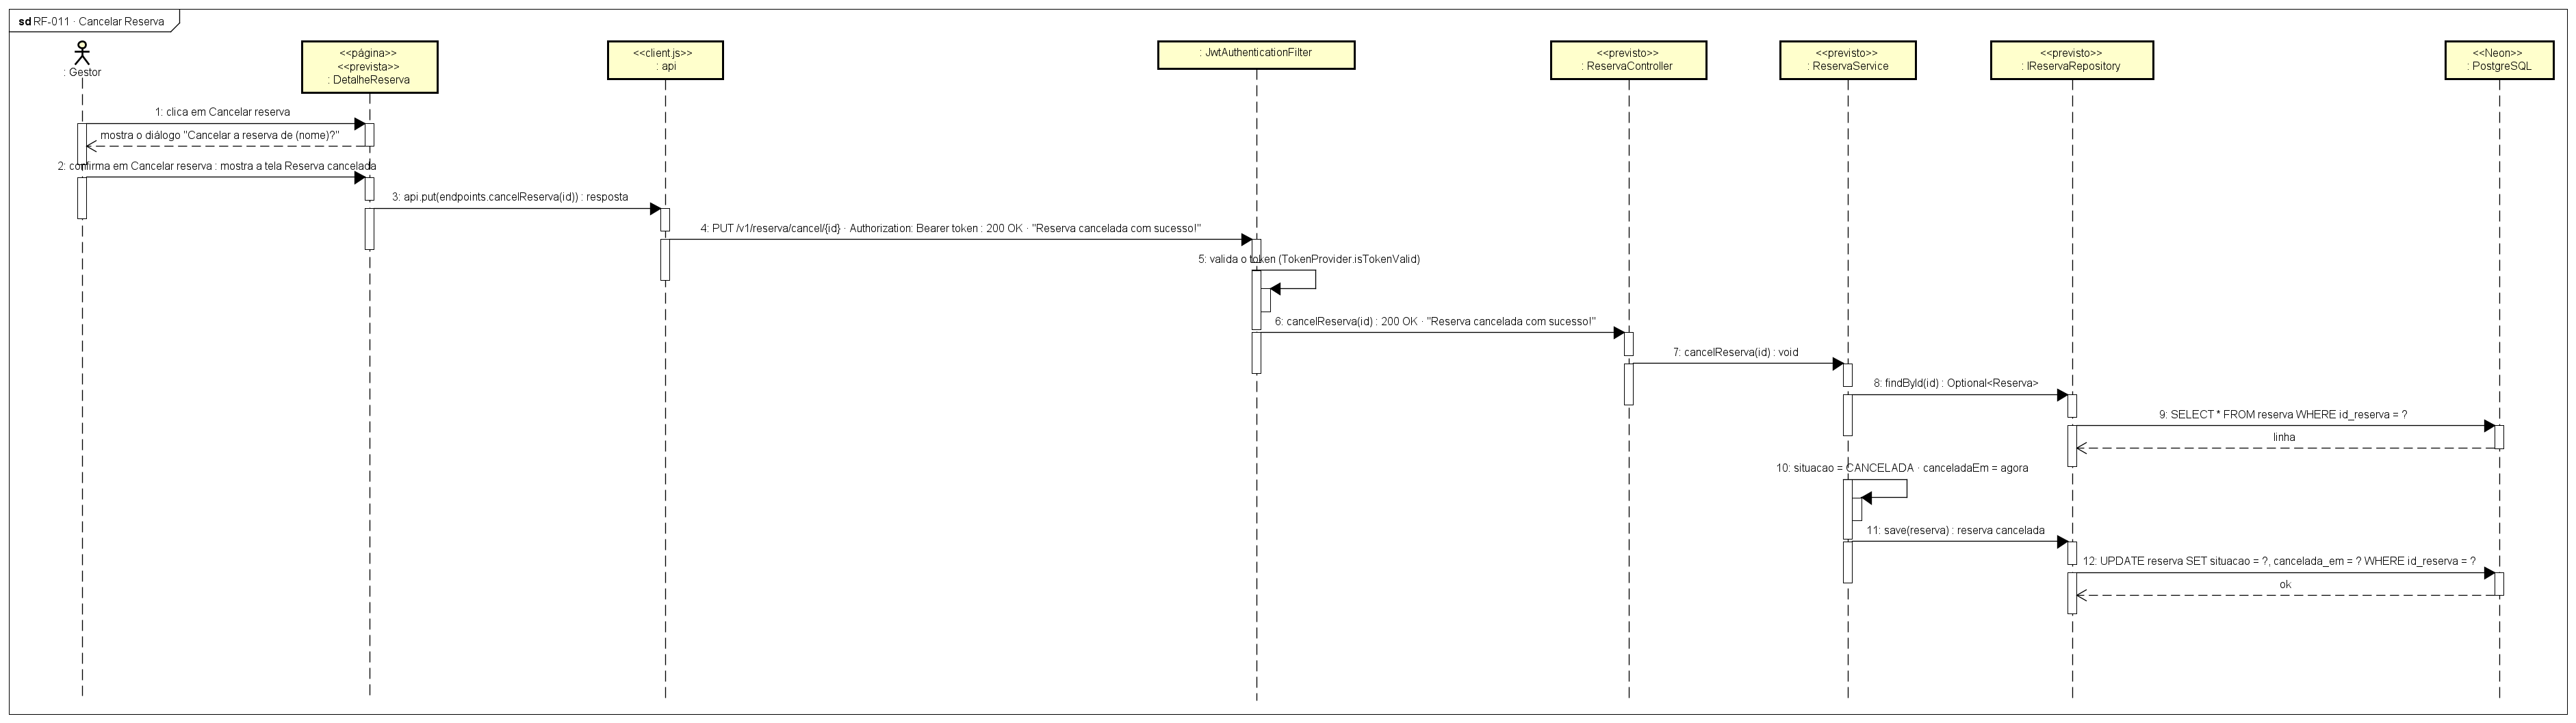 sd RF-011 · Cancelar Reserva
: Gestor
<<página>>
<<prevista>>
: DetalheReserva
<<client.js>>
: api
: JwtAuthenticationFilter
<<previsto>>
: ReservaController
<<previsto>>
: ReservaService
<<previsto>>
: IReservaRepository
<<Neon>>
: PostgreSQL
1: clica em Cancelar reserva
mostra o diálogo "Cancelar a reserva de (nome)?"
2: confirma em Cancelar reserva : mostra a tela Reserva cancelada
3: api.put(endpoints.cancelReserva(id)) : resposta
4: PUT /v1/reserva/cancel/{id} · Authorization: Bearer token : 200 OK · "Reserva cancelada com sucesso!"
5: valida o token (TokenProvider.isTokenValid)
6: cancelReserva(id) : 200 OK · "Reserva cancelada com sucesso!"
7: cancelReserva(id) : void
8: findById(id) : Optional<Reserva>
9: SELECT * FROM reserva WHERE id_reserva = ?
linha
10: situacao = CANCELADA · canceladaEm = agora
11: save(reserva) : reserva cancelada
12: UPDATE reserva SET situacao = ?, cancelada_em = ? WHERE id_reserva = ?
ok